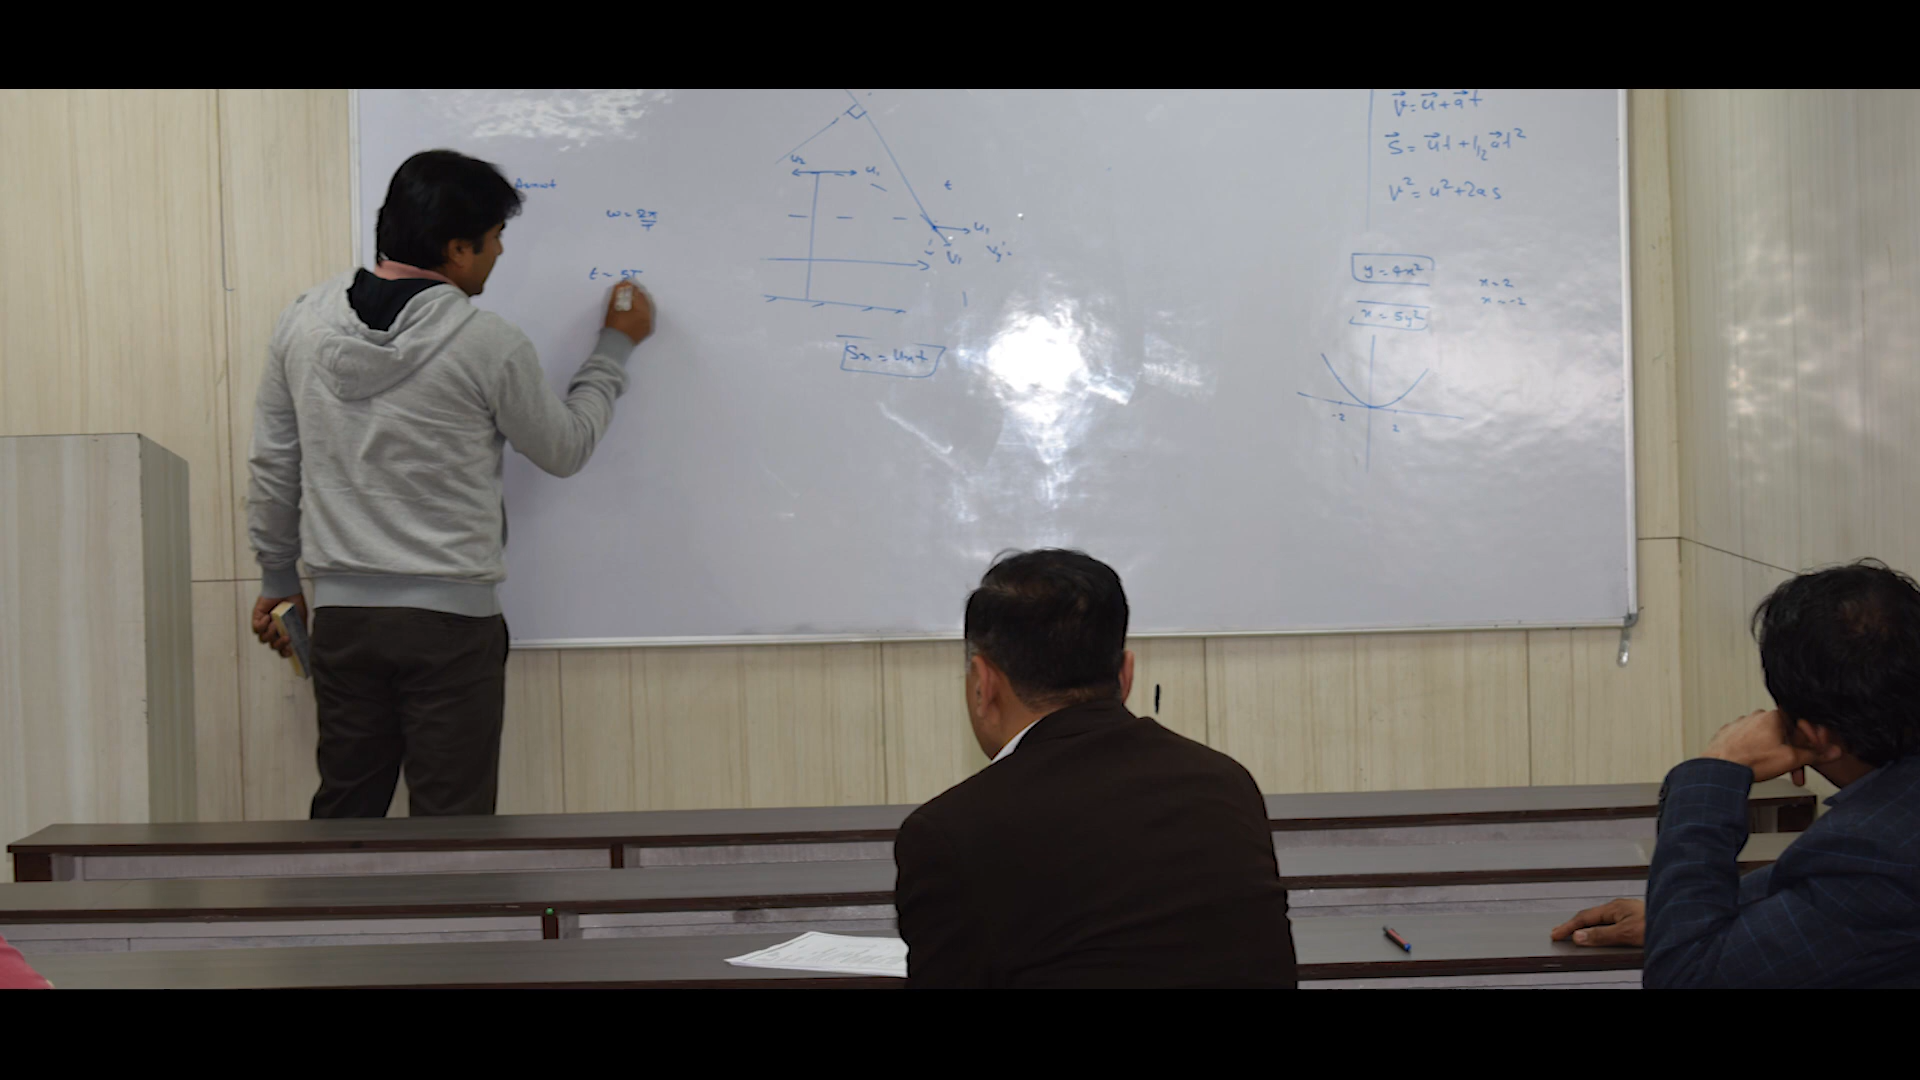 ω = 2π/T
t = 5T
u₂
u₁
t
u₁
V₁
Vy =
Sx = uxt
V⃗ = u⃗ + a⃗t
S⃗ = u⃗t + 1/2 a⃗t²
V² = u² + 2as
y = 4x²
x = 2
x = -2
x = 5y²
-2
2